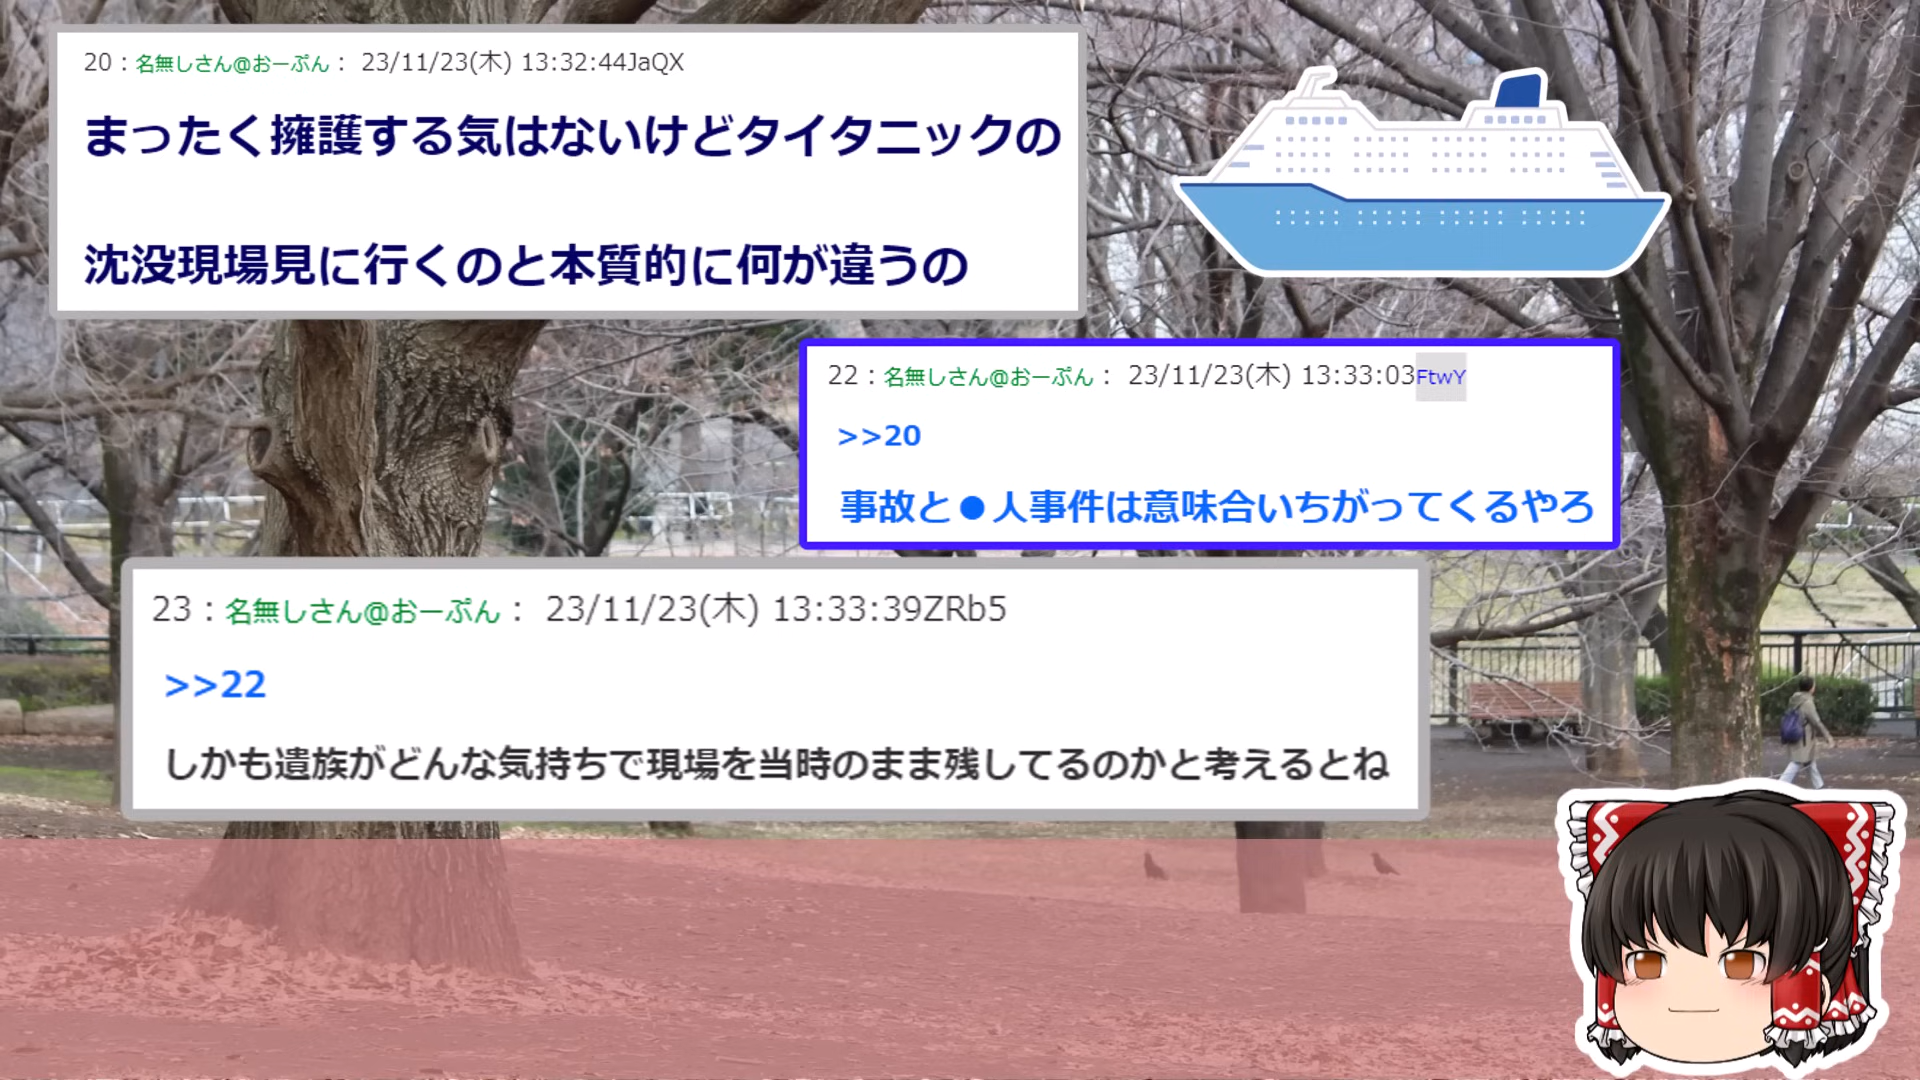 20：名無しさん@おーぷん： 23/11/23(木) 13:32:44JaQX
まったく擁護する気はないけどタイタニックの
沈没現場見に行くのと本質的に何が違うの
22：名無しさん@おーぷん： 23/11/23(木) 13:33:03FtwY
>>20
事故と●人事件は意味合いちがってくるやろ
23：名無しさん@おーぷん： 23/11/23(木) 13:33:39ZRb5
>>22
しかも遺族がどんな気持ちで現場を当時のまま残してるのかと考えるとね